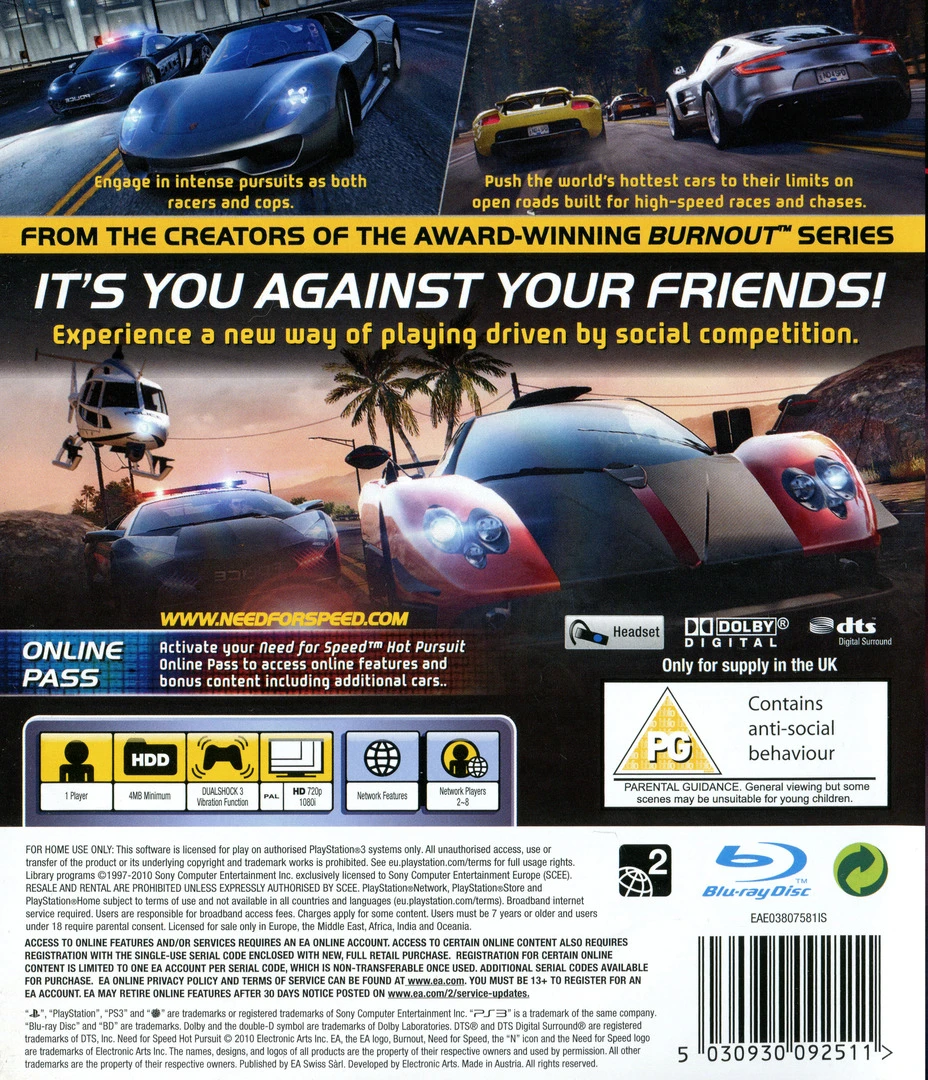 POLICE
Engage in intense pursuits as both
racers and cops.
Push the world's hottest cars to their limits on
open roads built for high-speed races and chases.
FROM THE CREATORS OF THE AWARD-WINNING BURNOUT™ SERIES
IT'S YOU AGAINST YOUR FRIENDS!
Experience a new way of playing driven by social competition.
POLICE
POLICE
WWW.NEEDFORSPEED.COM
ONLINE
PASS
Activate your Need for Speed™ Hot Pursuit
Online Pass to access online features and
bonus content including additional cars..
Headset
DOLBY®
DIGITAL
dts
Digital Surround
Only for supply in the UK
PG
Contains
anti-social
behaviour
PARENTAL GUIDANCE. General viewing but some
scenes may be unsuitable for young children.
1 Player
HDD
4MB Minimum
DUALSHOCK 3
Vibration Function
PAL
HD 720p
1080i
Network Features
Network Players
2~8
FOR HOME USE ONLY: This software is licensed for play on authorised PlayStation®3 systems only. All unauthorised access, use or
transfer of the product or its underlying copyright and trademark works is prohibited. See eu.playstation.com/terms for full usage rights.
Library programs ©1997-2010 Sony Computer Entertainment Inc. exclusively licensed to Sony Computer Entertainment Europe (SCEE).
RESALE AND RENTAL ARE PROHIBITED UNLESS EXPRESSLY AUTHORISED BY SCEE. PlayStation®Network, PlayStation®Store and
PlayStation®Home subject to terms of use and not available in all countries and languages (eu.playstation.com/terms). Broadband internet
service required. Users are responsible for broadband access fees. Charges apply for some content. Users must be 7 years or older and users
under 18 require parental consent. Licensed for sale only in Europe, the Middle East, Africa, India and Oceania.
ACCESS TO ONLINE FEATURES AND/OR SERVICES REQUIRES AN EA ONLINE ACCOUNT. ACCESS TO CERTAIN ONLINE CONTENT ALSO REQUIRES
REGISTRATION WITH THE SINGLE-USE SERIAL CODE ENCLOSED WITH NEW, FULL RETAIL PURCHASE. REGISTRATION FOR CERTAIN ONLINE
CONTENT IS LIMITED TO ONE EA ACCOUNT PER SERIAL CODE, WHICH IS NON-TRANSFERABLE ONCE USED. ADDITIONAL SERIAL CODES AVAILABLE
FOR PURCHASE. EA ONLINE PRIVACY POLICY AND TERMS OF SERVICE CAN BE FOUND AT www.ea.com. YOU MUST BE 13+ TO REGISTER FOR AN
EA ACCOUNT. EA MAY RETIRE ONLINE FEATURES AFTER 30 DAYS NOTICE POSTED ON www.ea.com/2/service-updates.
"", "PlayStation", "PS3" and "" are trademarks or registered trademarks of Sony Computer Entertainment Inc. "PS3" is a trademark of the same company.
"Blu-ray Disc" and "BD" are trademarks. Dolby and the double-D symbol are trademarks of Dolby Laboratories. DTS® and DTS Digital Surround® are registered
trademarks of DTS, Inc. Need for Speed Hot Pursuit © 2010 Electronic Arts Inc. EA, the EA logo, Burnout, Need for Speed, the "N" icon and the Need for Speed logo
are trademarks of Electronic Arts Inc. The names, designs, and logos of all products are the property of their respective owners and used by permission. All other
trademarks are the property of their respective owners. Published by EA Swiss Sàrl. Developed by Electronic Arts. Made in Austria. All rights reserved.
2
Blu-ray Disc™
EAE03807581IS
5 030930 092511 >